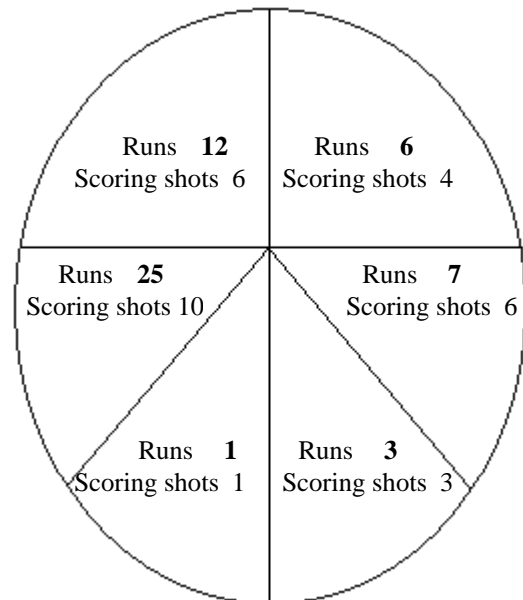 Runs 12
Scoring shots 6
Runs 6
Scoring shots 4
Runs 25
Scoring shots 10
Runs 7
Scoring shots 6
Runs 1
Scoring shots 1
Runs 3
Scoring shots 3